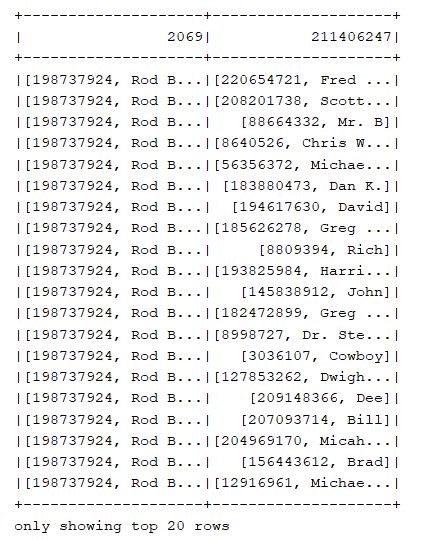 +--------------------+--------------------+
|                2069|           211406247|
+--------------------+--------------------+
|[198737924, Rod B...|[220654721, Fred ...|
|[198737924, Rod B...|[208201738, Scott...|
|[198737924, Rod B...|   [88664332, Mr. B]|
|[198737924, Rod B...|[8640526, Chris W...|
|[198737924, Rod B...|[56356372, Michae...|
|[198737924, Rod B...| [183880473, Dan K.]|
|[198737924, Rod B...|  [194617630, David]|
|[198737924, Rod B...|[185626278, Greg ...|
|[198737924, Rod B...|     [8809394, Rich]|
|[198737924, Rod B...|[193825984, Harri...|
|[198737924, Rod B...|   [145838912, John]|
|[198737924, Rod B...|[182472899, Greg ...|
|[198737924, Rod B...|[8998727, Dr. Ste...|
|[198737924, Rod B...|   [3036107, Cowboy]|
|[198737924, Rod B...|[127853262, Dwigh...|
|[198737924, Rod B...|    [209148366, Dee]|
|[198737924, Rod B...|   [207093714, Bill]|
|[198737924, Rod B...|[204969170, Micah...|
|[198737924, Rod B...|   [156443612, Brad]|
|[198737924, Rod B...|[12916961, Michae...|
+--------------------+--------------------+
only showing top 20 rows